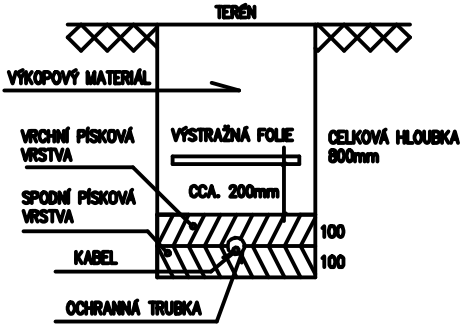 TERÉN
VÝKOPOVÝ MATERIÁL
VRCHNÍ PÍSKOVÁ
VRSTVA
VÝSTRAŽNÁ FOLIE
CELKOVÁ HLOUBKA
800mm
CCA. 200mm
SPODNÍ PÍSKOVÁ
VRSTVA
100
KABEL
100
OCHRANNÁ TRUBKA